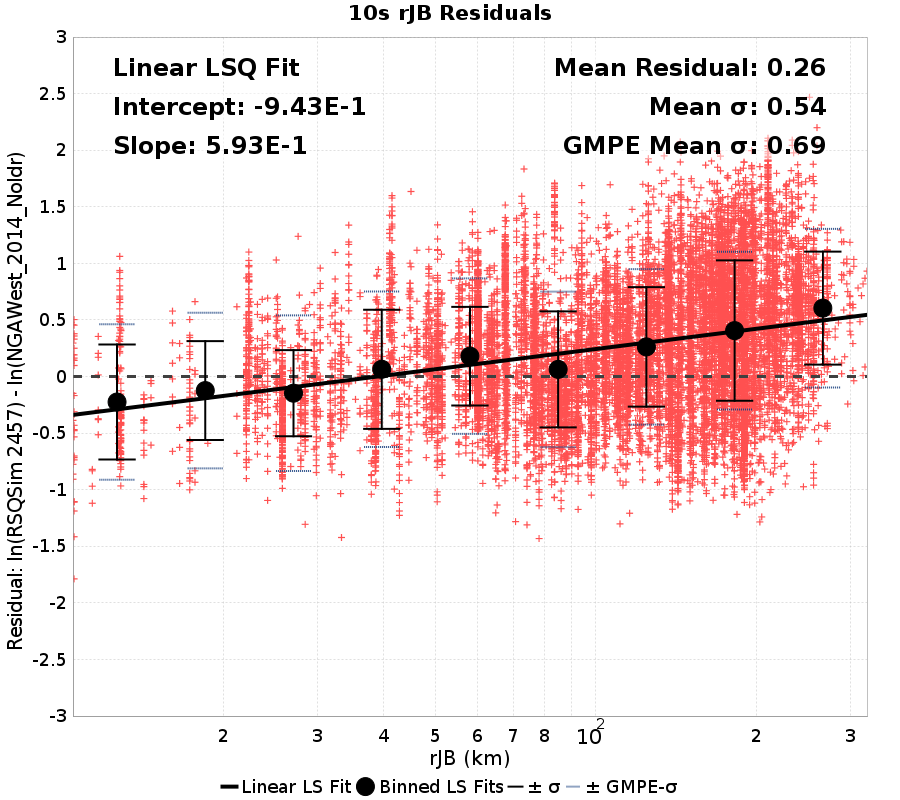 10s rJB Residuals
Linear LSQ Fit
Intercept: -9.43E-1
Slope: 5.93E-1
Mean Residual: 0.26
Mean σ: 0.54
GMPE Mean σ: 0.69
Residual: ln(RSQSim 2457) - ln(NGAWest_2014_NoIdr)
3
2.5
2
1.5
1
0.5
0
-0.5
-1
-1.5
-2
-2.5
-3
2 3 4 5 6 7 8 10² 2 3
rJB (km)
Linear LS Fit Binned LS Fits ± σ ± GMPE-σ